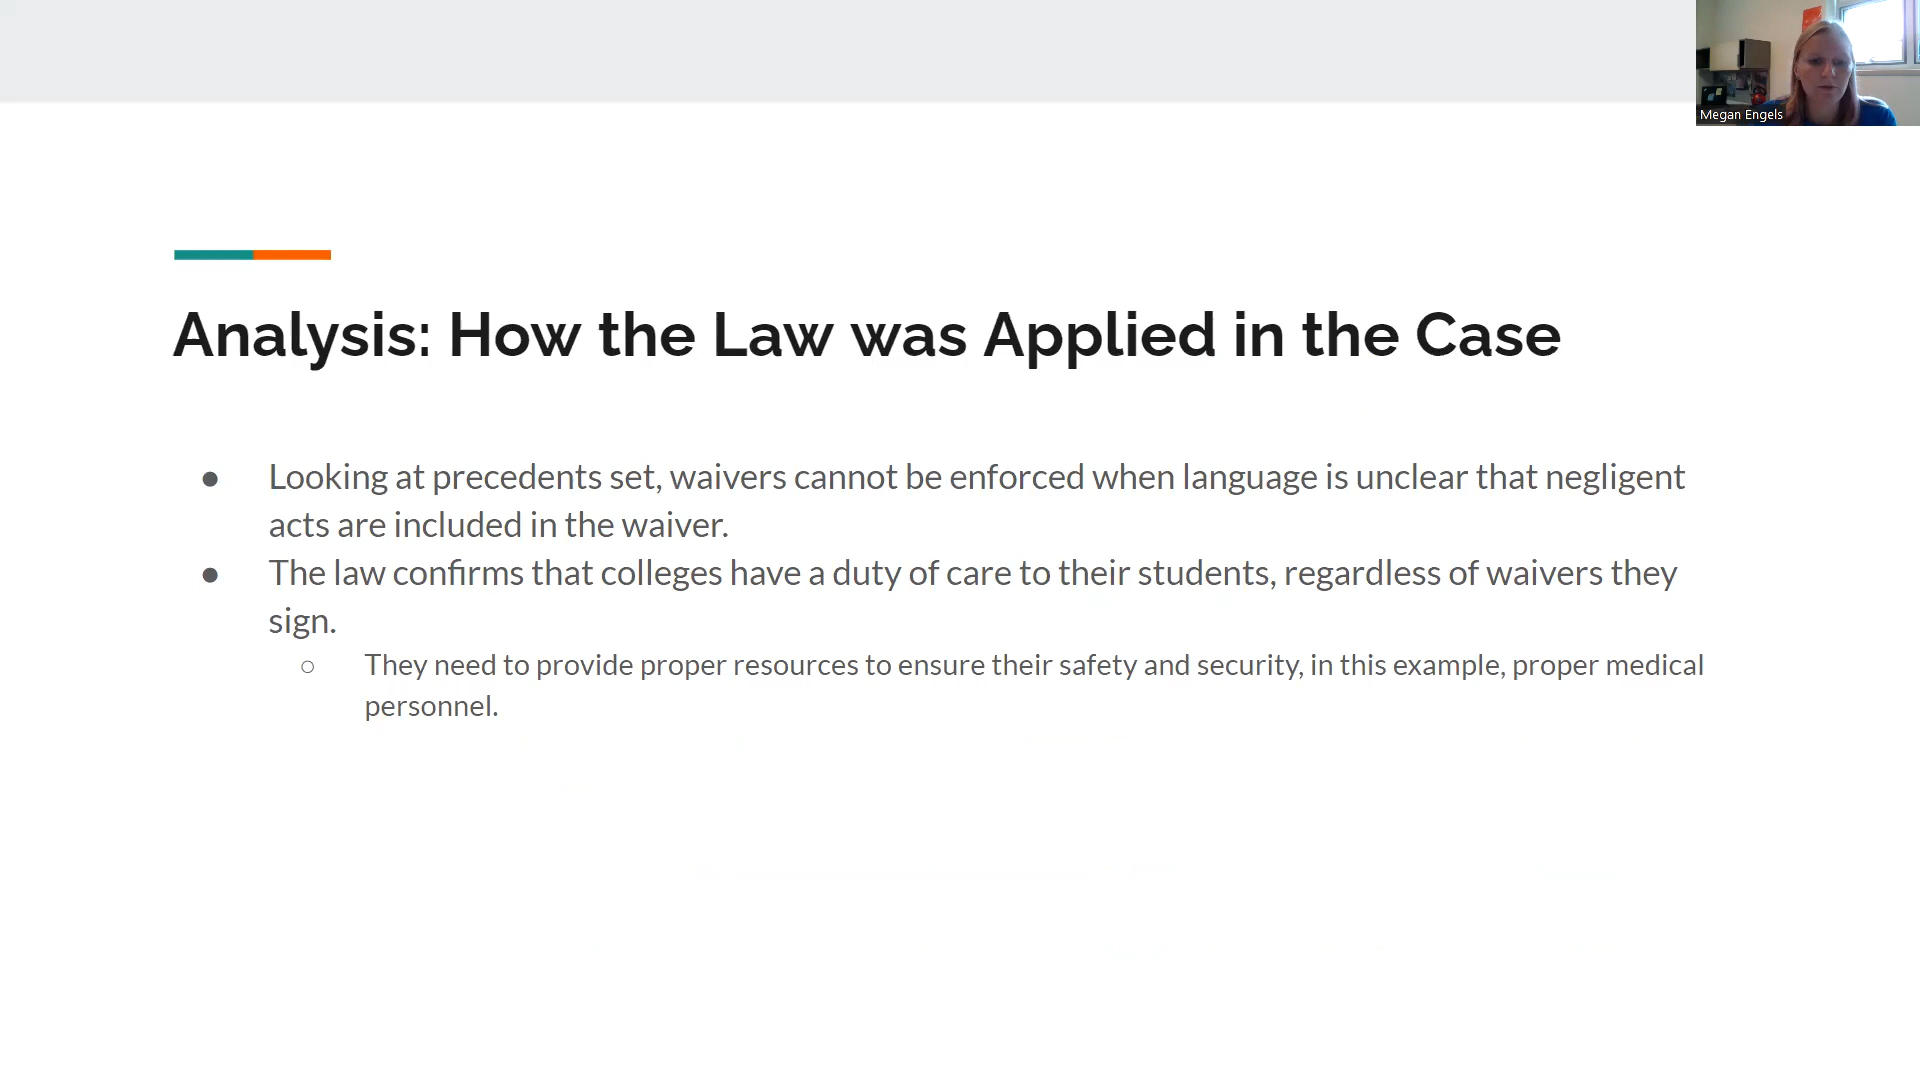 Megan Engels
Analysis: How the Law was Applied in the Case
● Looking at precedents set, waivers cannot be enforced when language is unclear that negligent
acts are included in the waiver.
● The law confirms that colleges have a duty of care to their students, regardless of waivers they
sign.
○ They need to provide proper resources to ensure their safety and security, in this example, proper medical
personnel.